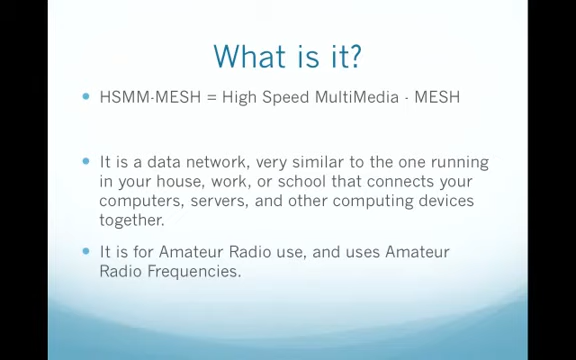 What is it?
HSMM-MESH = High Speed MultiMedia - MESH
It is a data network, very similar to the one running
in your house, work, or school that connects your
computers, servers, and other computing devices
together.
It is for Amateur Radio use, and uses Amateur
Radio Frequencies.